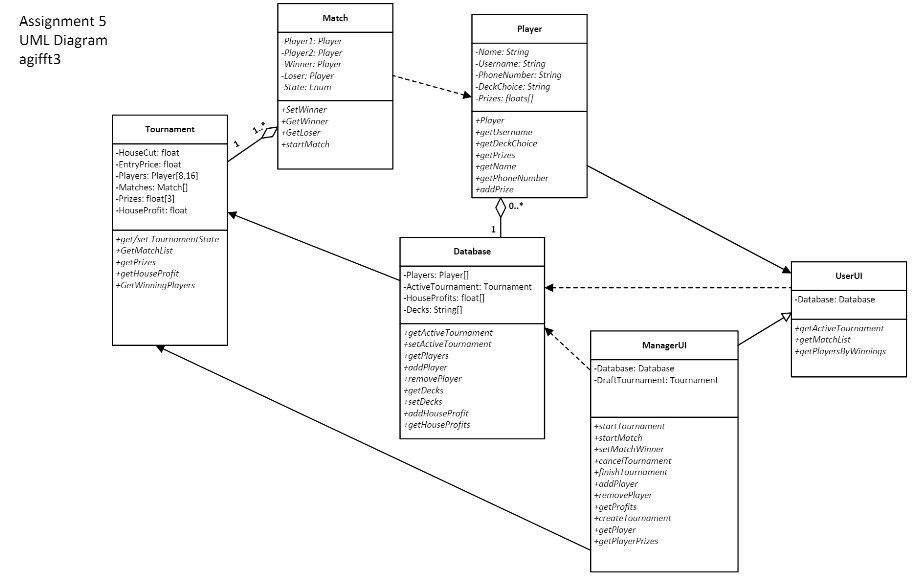 Assignment 5
UML Diagram
agifft3
Match
-Player1: Player
-Player2: Player
-Winner: Player
-Loser: Player
-State: Enum
+SetWinner
+GetWinner
+GetLoser
+startMatch
Player
-Name: String
-Username: String
-PhoneNumber: String
-DeckChoice: String
-Prizes: floats[]
+Player
+getUsername
+getDeckChoice
+getPrizes
+getName
+getPhoneNumber
+addPrize
Tournament
-HouseCut: float
-EntryPrice: float
-Players: Player[8,16]
-Matches: Match[]
-Prizes: float[3]
-HouseProfit: float
+get/set TournamentState
+GetMatchList
+getPrizes
+getHouseProfit
+GetWinningPlayers
1
1..*
0..*
1
Database
-Players: Player[]
-ActiveTournament: Tournament
-HouseProfits: float[]
-Decks: String[]
+getActiveTournament
+setActiveTournament
+getPlayers
+addPlayer
+removePlayer
+getDecks
+setDecks
+addHouseProfit
+getHouseProfits
UserUI
-Database: Database
+getActiveTournament
+getMatchList
+getPlayersByWinnings
ManagerUI
-Database: Database
-DraftTournament: Tournament
+startTournament
+startMatch
+setMatchWinner
+cancelTournament
+finishTournament
+addPlayer
+removePlayer
+getProfits
+createTournament
+getPlayer
+getPlayerPrizes